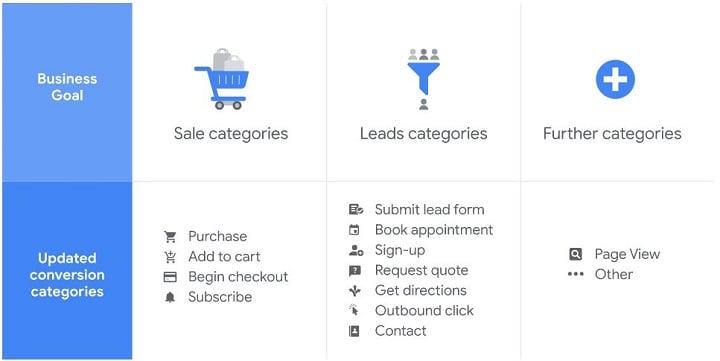 Business
Goal
Sale categories
Leads categories
Further categories
Updated
conversion
categories
Purchase
Add to cart
Begin checkout
Subscribe
Submit lead form
Book appointment
Sign-up
Request quote
Get directions
Outbound click
Contact
Page View
Other